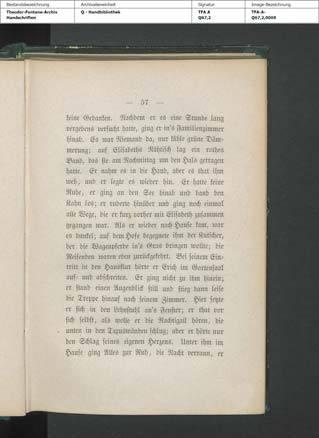 Bestandsbezeichnung
Archivalieneinheit
Signatur
Image-Bezeichnung
Theodor-Fontane-Archiv
Handschriften
Q - Handbibliothek
TFA A
Q67,2
TFA-A-
Q67,2,0069
— 57 —
seine Gedanken. Nachdem er es eine Stunde lang
vergebens versucht hatte, ging er in's Familienzimmer
hinab. Es war Niemand da, nur kühle grüne Däm-
merung; auf Elisabeths Nähtisch lag ein rothes
Band, das sie am Nachmittag um den Hals getragen
hatte. Er nahm es in die Hand, aber es that ihm
weh, und er legte es wieder hin. Er hatte keine
Ruhe, er ging an den See hinab und band den
Kahn los; er ruderte hinüber und ging noch einmal
alle Wege, die er kurz vorher mit Elisabeth zusammen
gegangen war. Als er wieder nach Hause kam, war
es dunkel; auf dem Hofe begegnete ihm der Kutscher,
der die Wagenpferde in's Gras bringen wollte; die
Reisenden waren eben zurückgekehrt. Bei seinem Ein-
tritt in den Hausflur hörte er Erich im Gartensaal
auf- und abschreiten. Er ging nicht zu ihm hinein;
er stand einen Augenblick still und stieg dann leise
die Treppe hinauf nach seinem Zimmer. Hier setzte
er sich in den Lehnstuhl an's Fenster; er that vor
sich selbst, als wolle er die Nachtigall hören, die
unten in den Taxuswänden schlug; aber er hörte nur
den Schlag seines eigenen Herzens. Unter ihm im
Hause ging Alles zur Ruh, die Nacht verrann, er